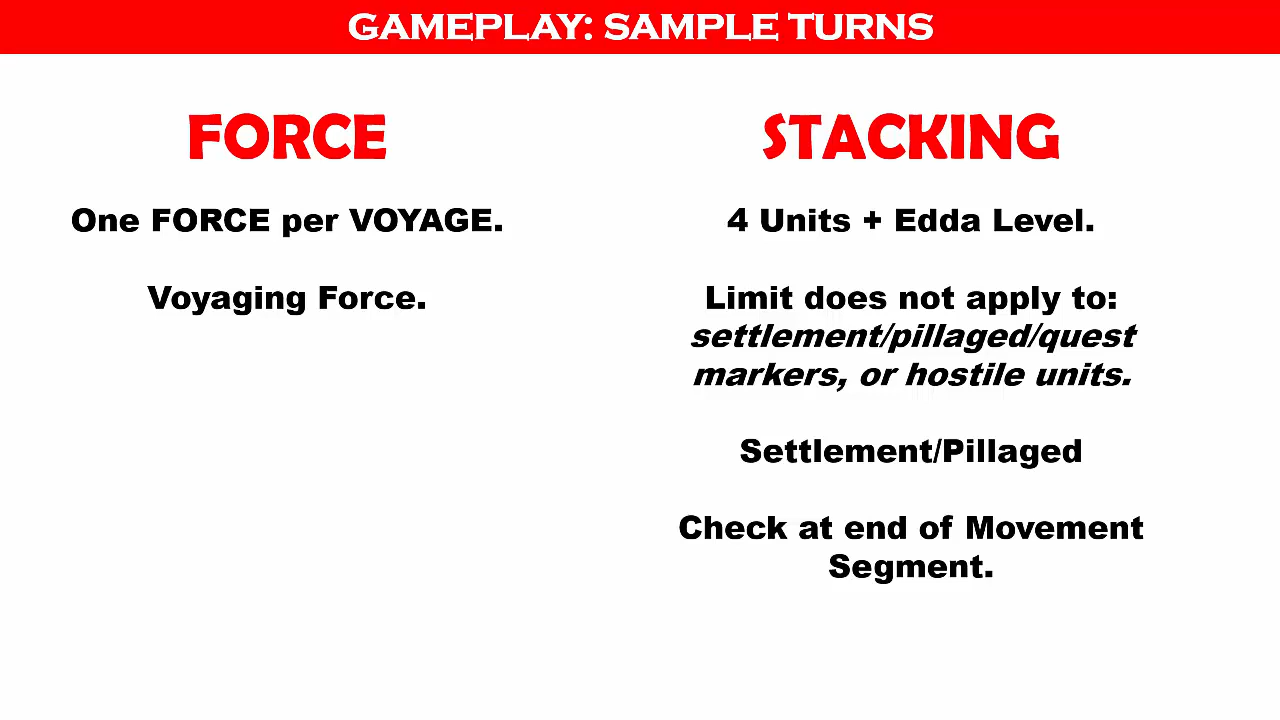 GAMEPLAY: SAMPLE TURNS
FORCE
One FORCE per VOYAGE.
Voyaging Force.
STACKING
4 Units + Edda Level.
Limit does not apply to:
settlement/pillaged/quest
markers, or hostile units.
Settlement/Pillaged
Check at end of Movement
Segment.